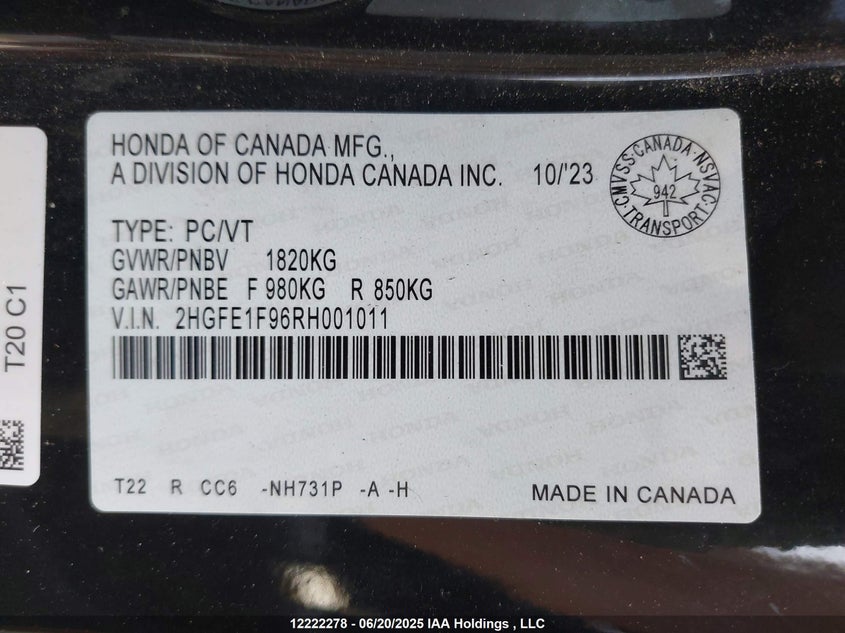 HONDA OF CANADA MFG.,
A DIVISION OF HONDA CANADA INC. 10/'23
CMVSS·CANADA·NSVAC·TRANSPORT·
942
TYPE: PC/VT
GVWR/PNBV 1820KG
GAWR/PNBE F 980KG R 850KG
V.I.N. 2HGFE1F96RH001011
T22 R CC6 -NH731P -A -H
MADE IN CANADA
T20 C1
12222278 - 06/20/2025 IAA Holdings , LLC